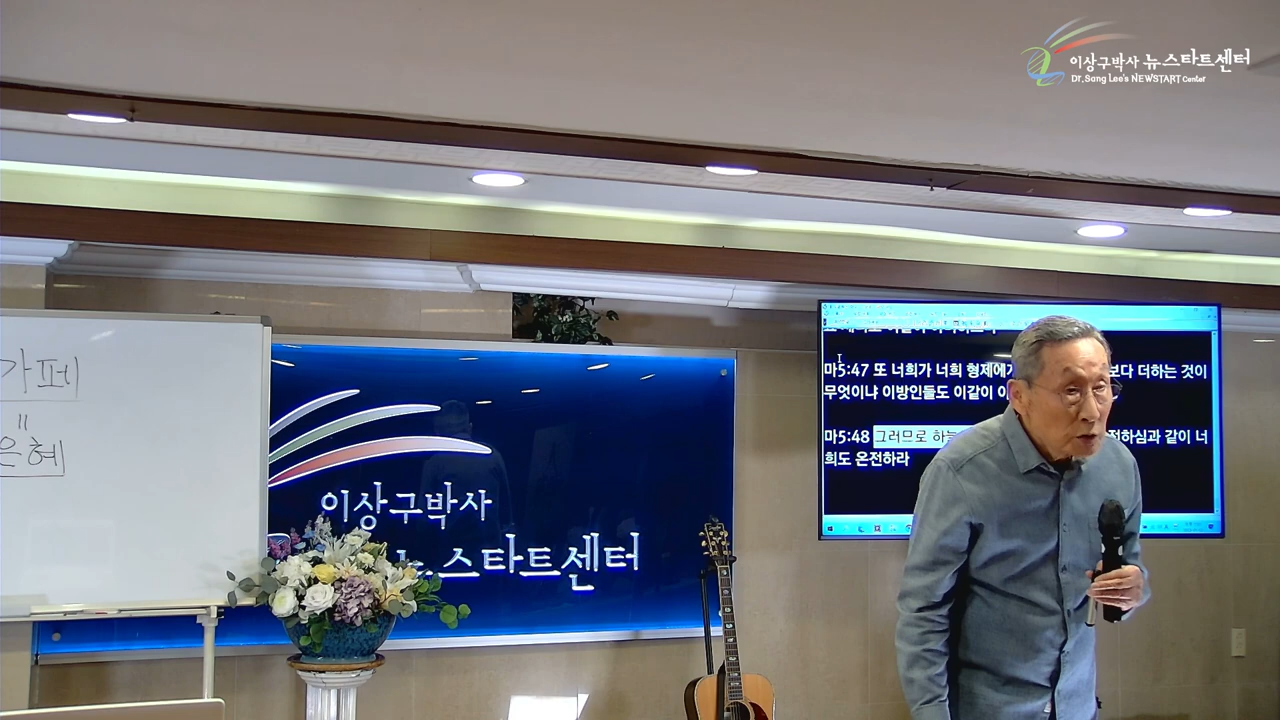 이상구박사 뉴스타트센터
Dr. Sang Lee's NEWSTART Center
가페
=
은혜
이상구박사
뉴스타트센터
마5:47 또 너희가 너희 형제에게 보다 더하는 것이
무엇이냐 이방인들도 이같이
마5:48 그러므로 하늘 전하심과 같이 너
희도 온전하라